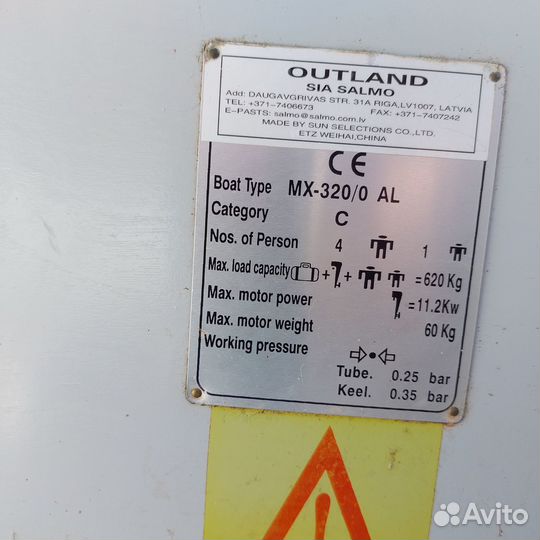 OUTLAND
SIA SALMO
Add: DAUGAVGRIVAS STR. 31A RIGA,LV1007, LATVIA
TEL: +371-7406673 FAX: +371-7407242
E-PASTS: salmo@salmo.com.lv
MADE BY SUN SELECTIONS CO.,LTD.
ETZ WEIHAI,CHINA
CE
Boat Type MX-320/0 AL
Category C
Nos. of Person 4 1
Max. load capacity + + =620 Kg
Max. motor power =11.2Kw
Max. motor weight 60 Kg
Working pressure
Tube. 0.25 bar
Keel. 0.35 bar
Avito